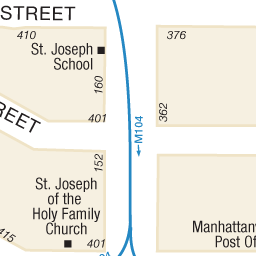 STREET
410
376
St. Joseph
School
160
362
401
REET
M104
152
St. Joseph
of the
Holy Family
Church
415
401
Manhattanv
Post Of